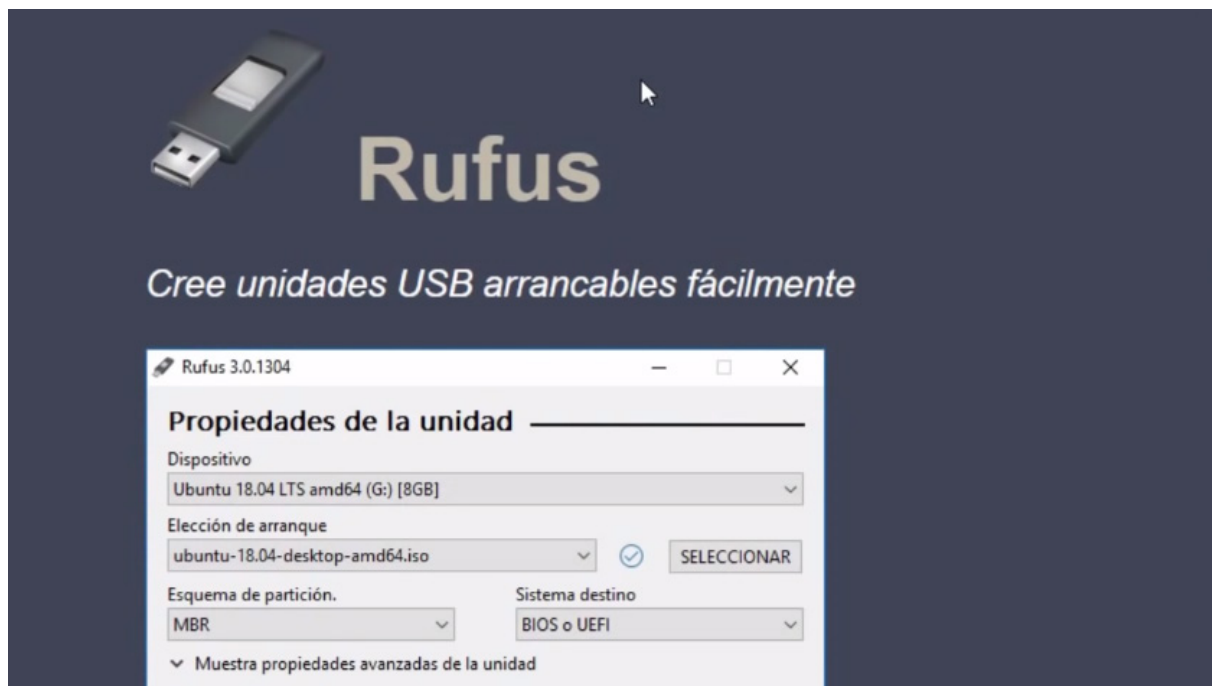 Rufus
Cree unidades USB arrancables fácilmente
Rufus 3.0.1304
Propiedades de la unidad
Dispositivo
Ubuntu 18.04 LTS amd64 (G:) [8GB]
Elección de arranque
ubuntu-18.04-desktop-amd64.iso
SELECCIONAR
Esquema de partición. Sistema destino
MBR BIOS o UEFI
Muestra propiedades avanzadas de la unidad